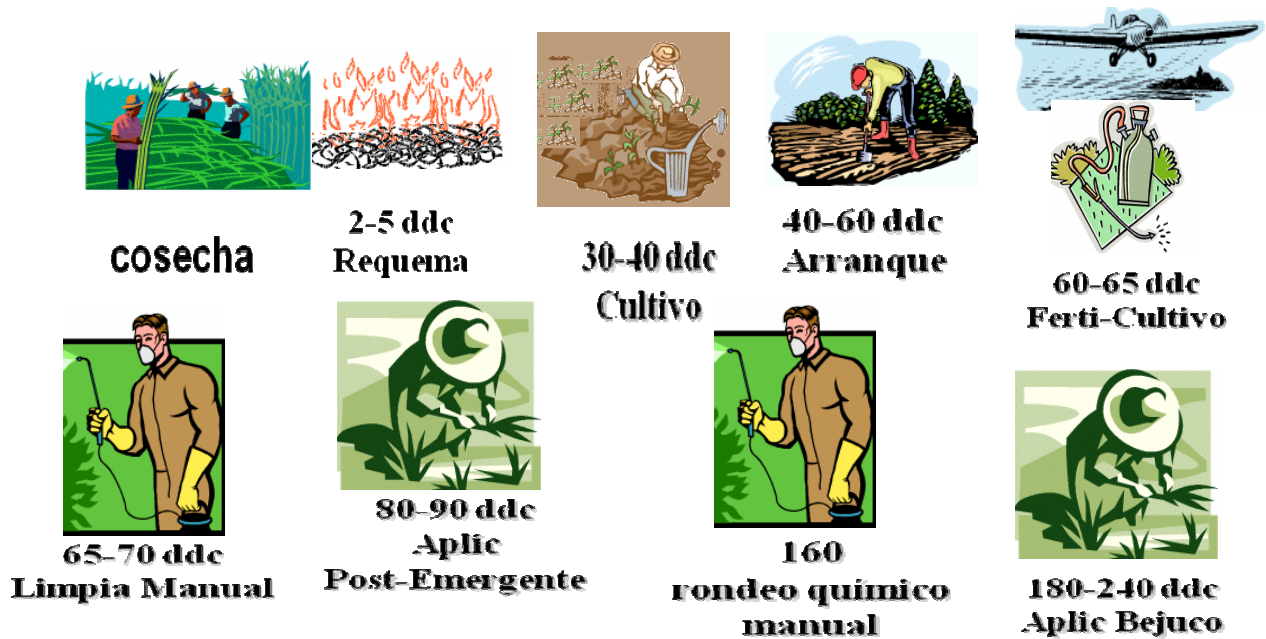 cosecha
2-5 ddc
Requema
30-40 ddc
Cultivo
40-60 ddc
Arranque
60-65 ddc
Ferti-Cultivo
65-70 ddc
Limpia Manual
80-90 ddc
Aplic
Post-Emergente
160
rondeo químico
manual
180-240 ddc
Aplic Bejuco